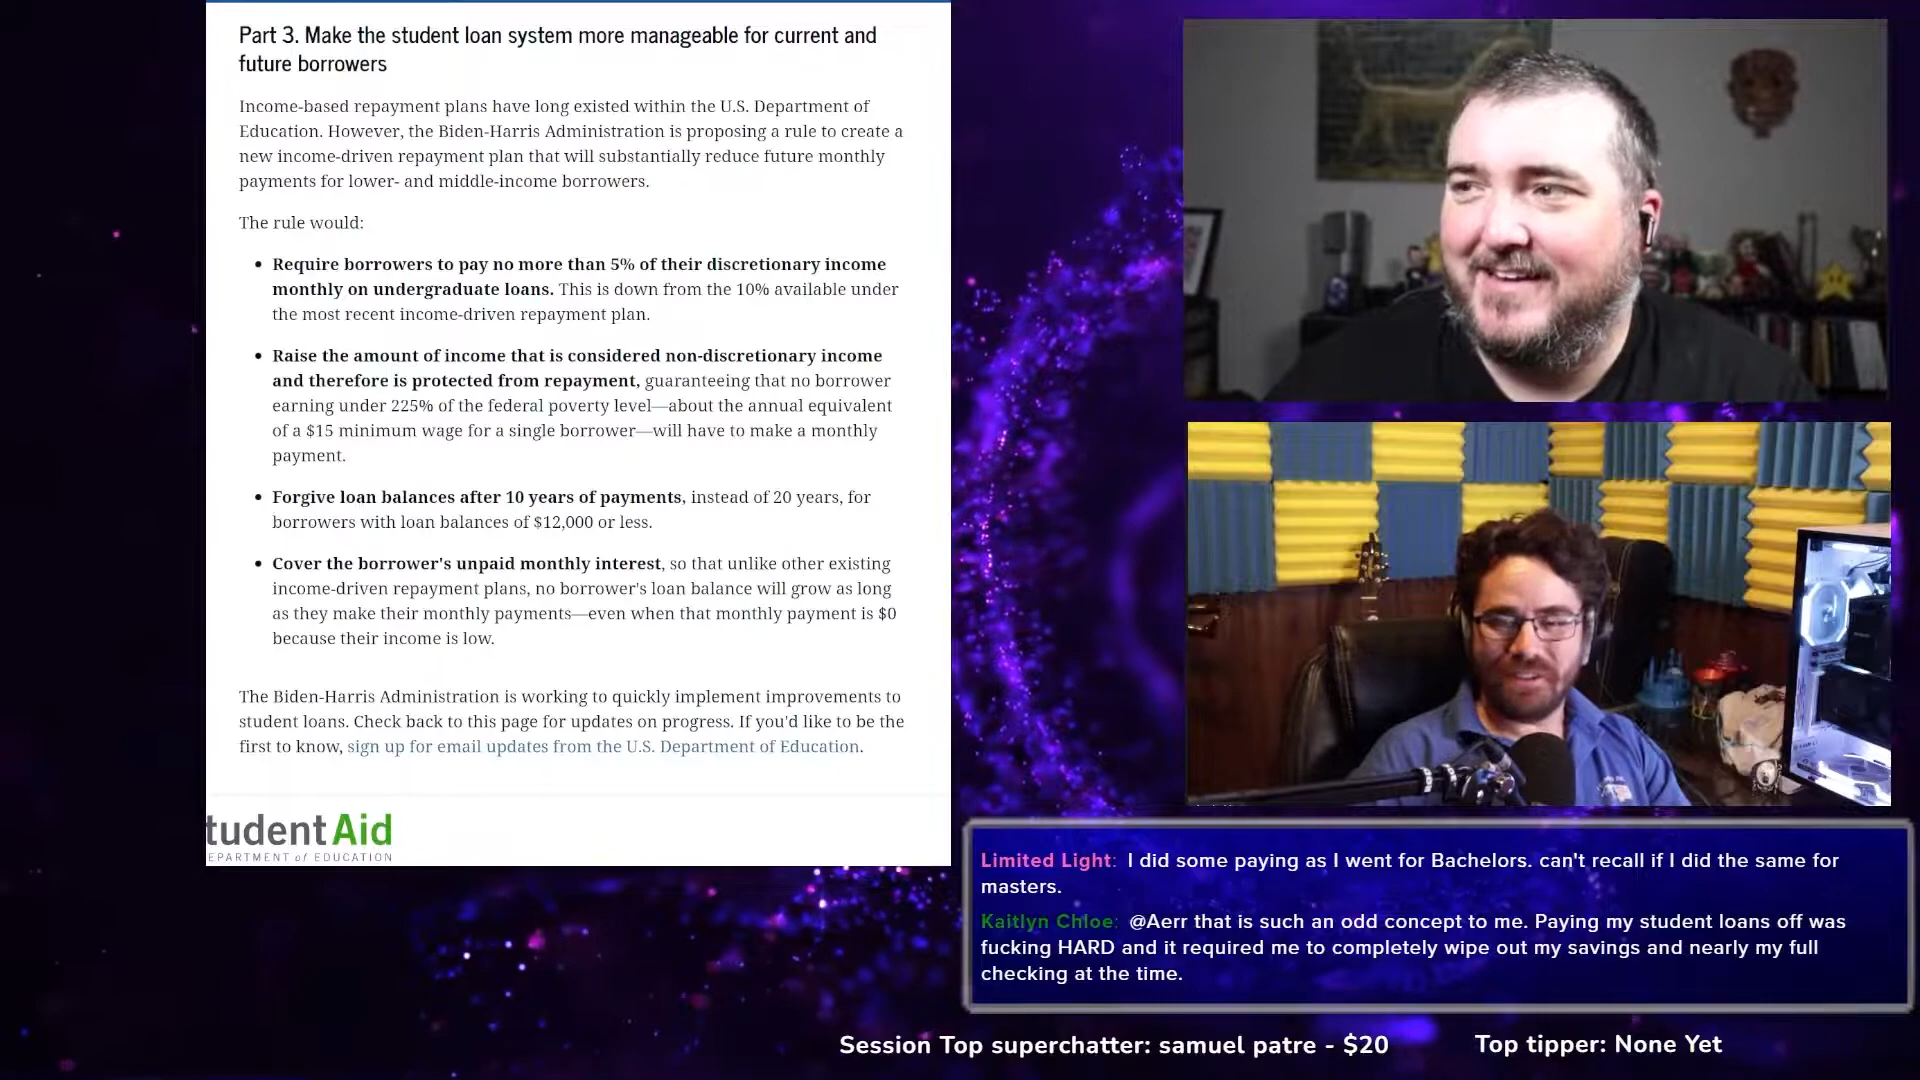 Part 3. Make the student loan system more manageable for current and
future borrowers
Income-based repayment plans have long existed within the U.S. Department of
Education. However, the Biden-Harris Administration is proposing a rule to create a
new income-driven repayment plan that will substantially reduce future monthly
payments for lower- and middle-income borrowers.
The rule would:
• Require borrowers to pay no more than 5% of their discretionary income
monthly on undergraduate loans. This is down from the 10% available under
the most recent income-driven repayment plan.
• Raise the amount of income that is considered non-discretionary income
and therefore is protected from repayment, guaranteeing that no borrower
earning under 225% of the federal poverty level—about the annual equivalent
of a $15 minimum wage for a single borrower—will have to make a monthly
payment.
• Forgive loan balances after 10 years of payments, instead of 20 years, for
borrowers with loan balances of $12,000 or less.
• Cover the borrower's unpaid monthly interest, so that unlike other existing
income-driven repayment plans, no borrower's loan balance will grow as long
as they make their monthly payments—even when that monthly payment is $0
because their income is low.
The Biden-Harris Administration is working to quickly implement improvements to
student loans. Check back to this page for updates on progress. If you'd like to be the
first to know, sign up for email updates from the U.S. Department of Education.
tudentAid
EPARTMENT of EDUCATION
Limited Light: I did some paying as I went for Bachelors. can't recall if I did the same for
masters.
Kaitlyn Chloe: @Aerr that is such an odd concept to me. Paying my student loans off was
fucking HARD and it required me to completely wipe out my savings and nearly my full
checking at the time.
Session Top superchatter: samuel patre - $20
Top tipper: None Yet